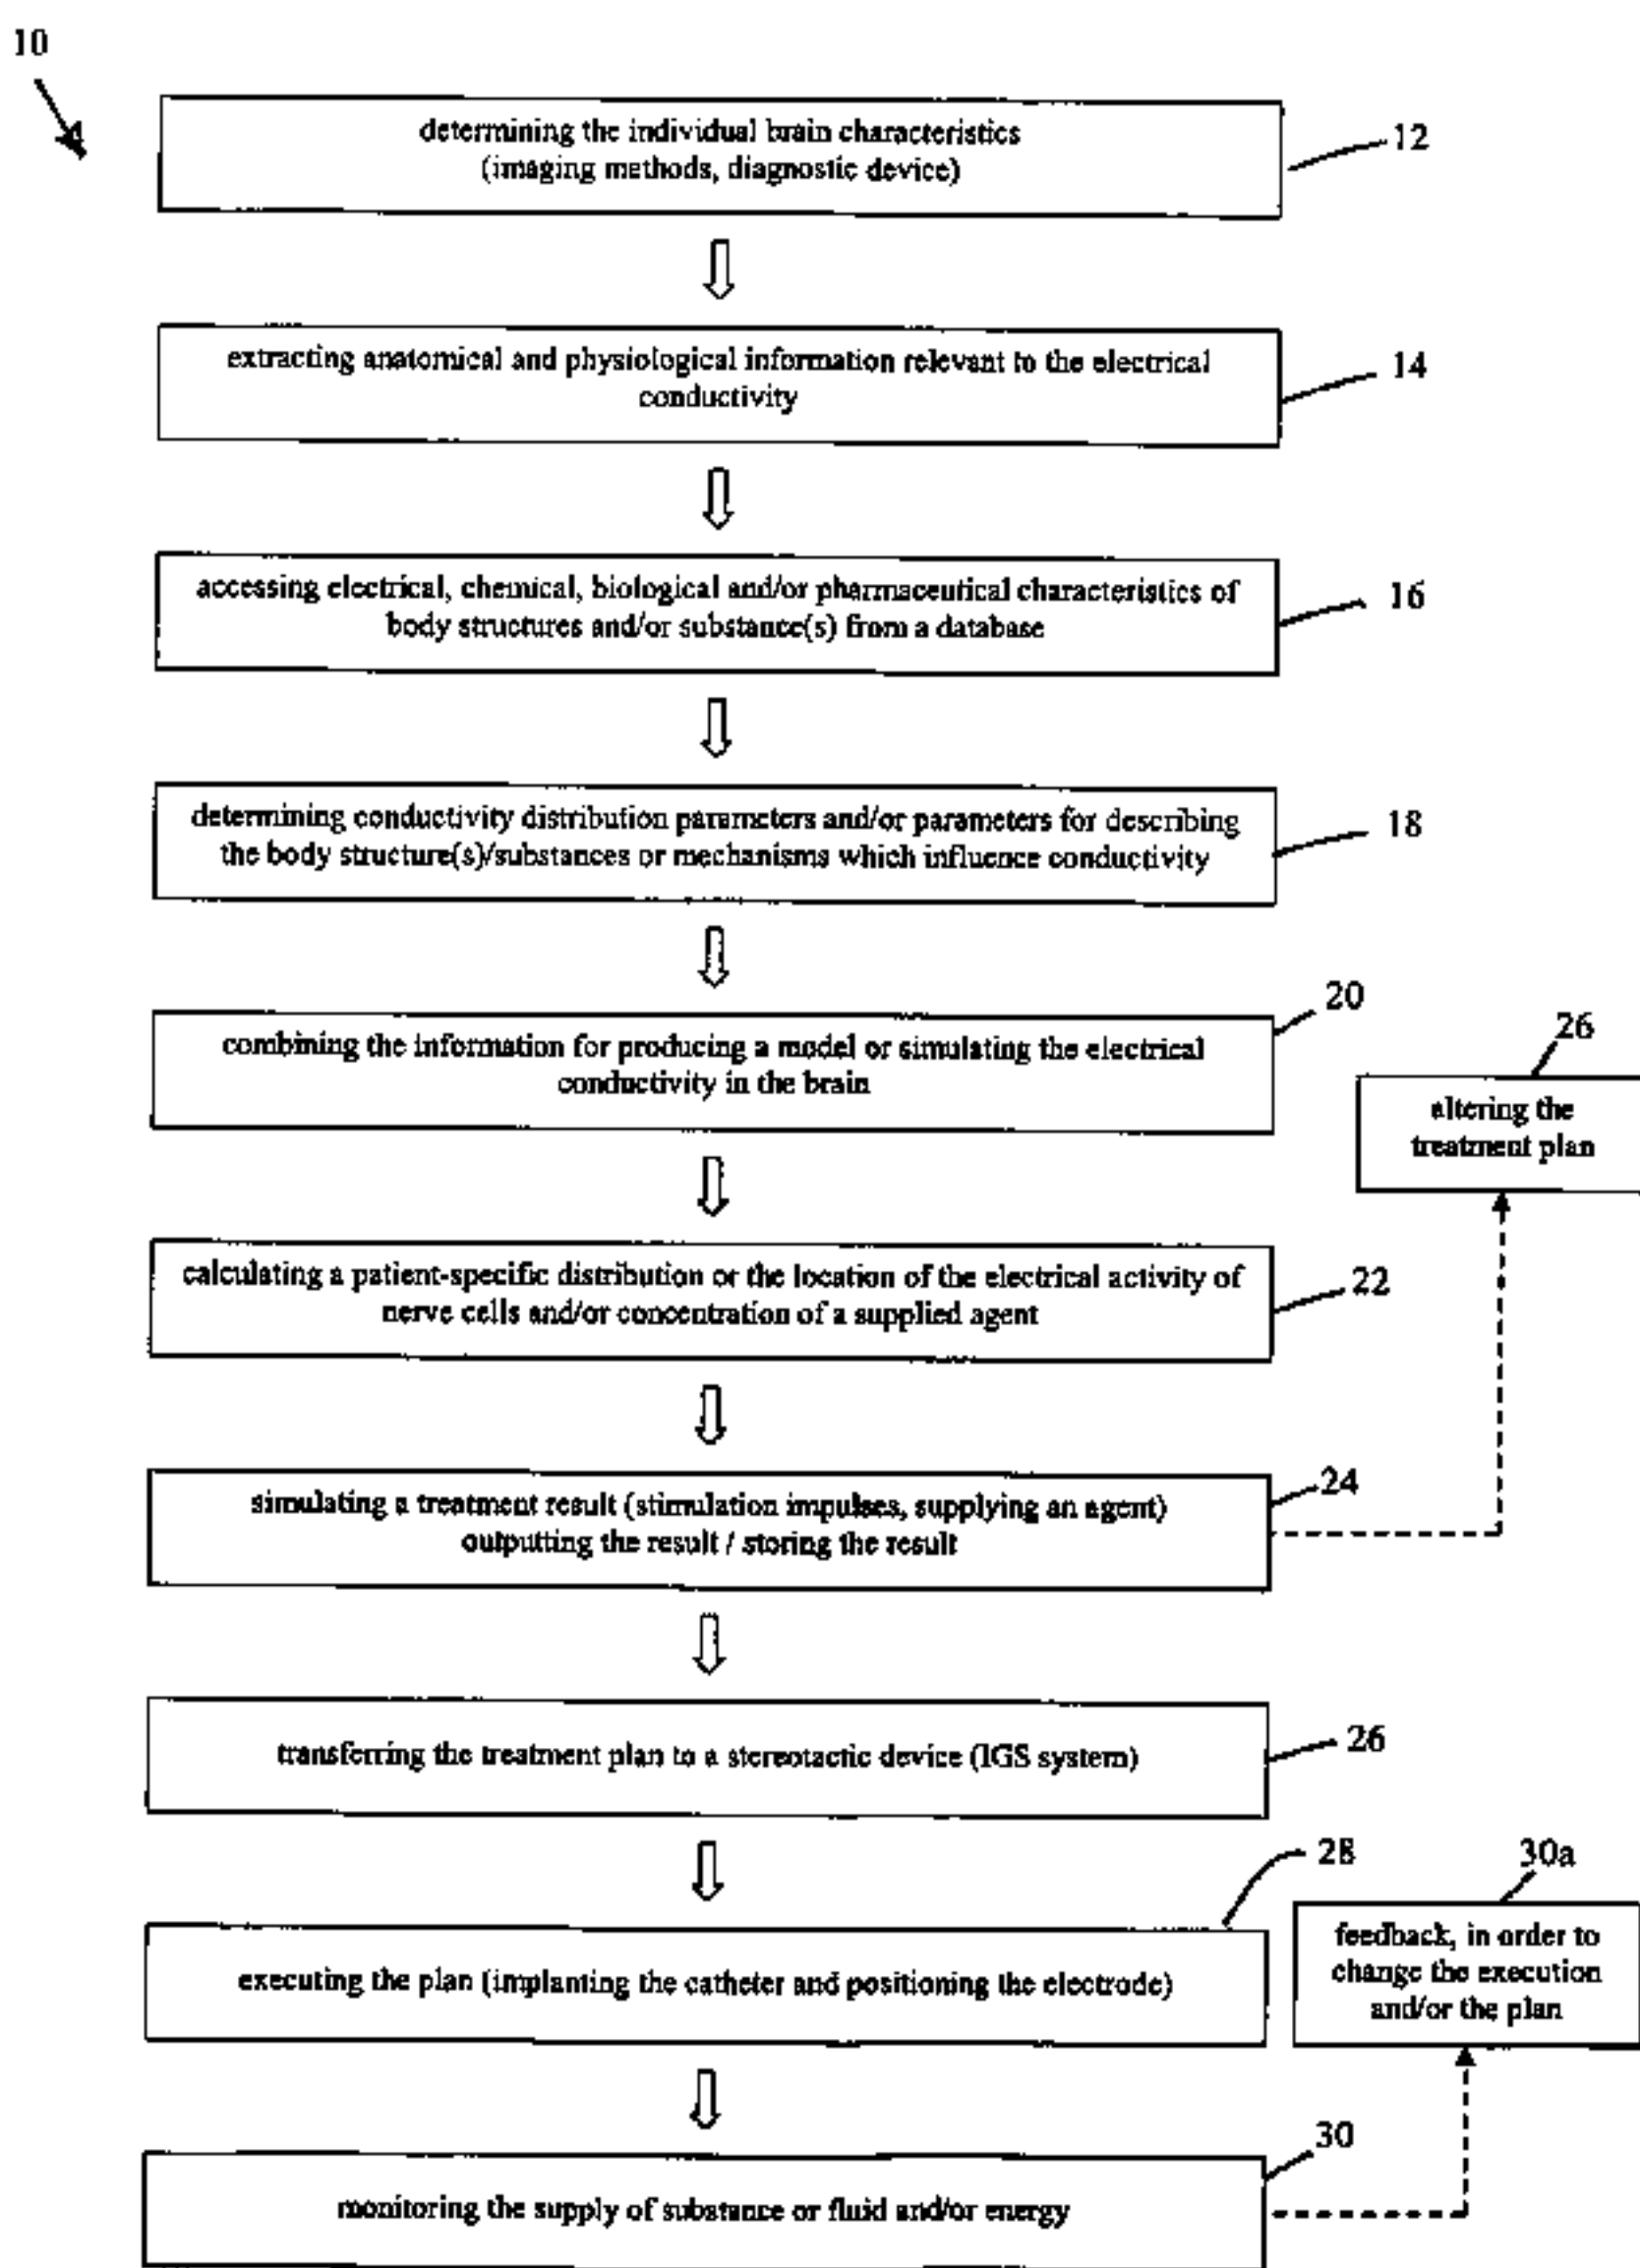 10
determining the individual brain characteristics
(imaging methods, diagnostic device)
12
extracting anatomical and physiological information relevant to the electrical
conductivity
14
accessing electrical, chemical, biological and/or pharmaceutical characteristics of
body structures and/or substance(s) from a database
16
determining conductivity distribution parameters and/or parameters for describing
the body structure(s)/substances or mechanisms which influence conductivity
18
combining the information for producing a model or simulating the electrical
conductivity in the brain
20
26
altering the
treatment plan
calculating a patient-specific distribution or the location of the electrical activity of
nerve cells and/or concentration of a supplied agent
22
simulating a treatment result (stimulation impulses, supplying an agent)
outputting the result / storing the result
24
transferring the treatment plan to a stereotactic device (IGS system)
26
executing the plan (implanting the catheter and positioning the electrode)
28
30a
feedback, in order to
change the execution
and/or the plan
monitoring the supply of substance or fluid and/or energy
30